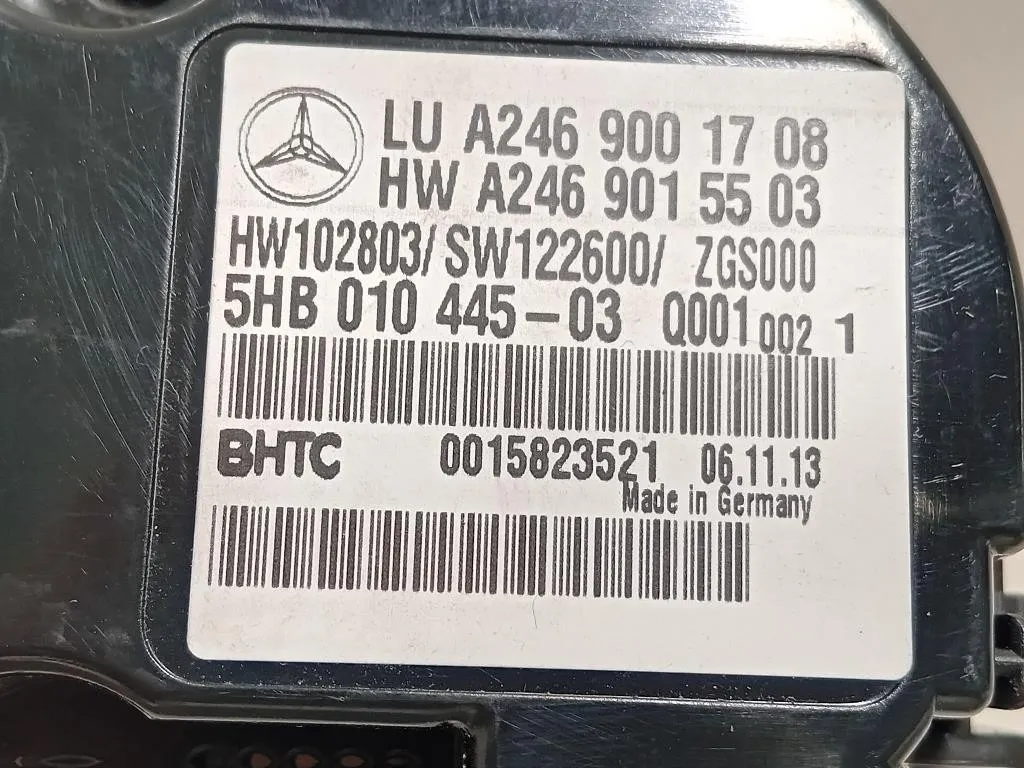 LU A246 900 17 08
HW A246 901 55 03
HW102803/ SW122600/ ZGS000
5HB 010 445-03 Q001 002 1
BHTC 0015823521 06.11.13
Made in Germany